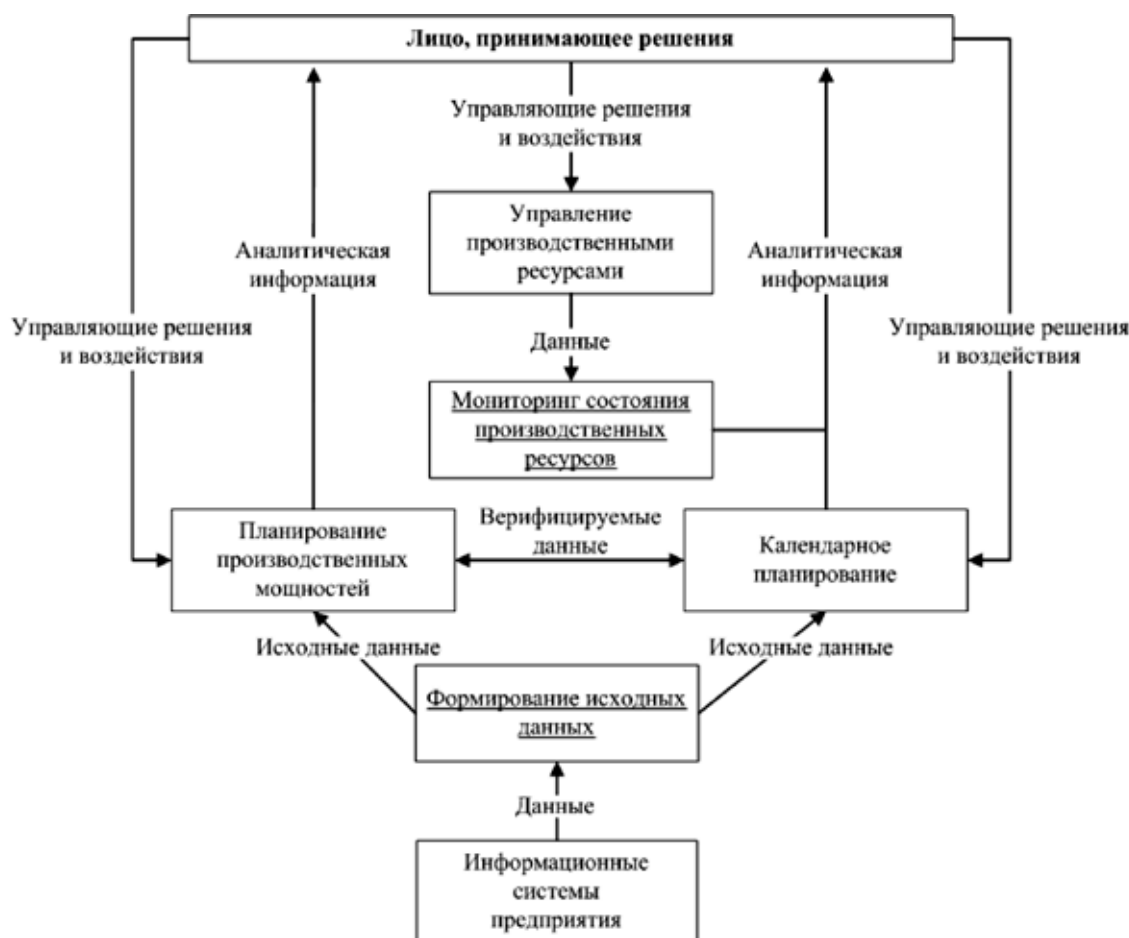 Лицо, принимающее решения
Управляющие решения
и воздействия
Управление
производственными
ресурсами
Аналитическая
информация
Аналитическая
информация
Управляющие решения
и воздействия
Данные
Управляющие решения
и воздействия
Мониторинг состояния
производственных
ресурсов
Планирование
производственных
мощностей
Верифицируемые
данные
Календарное
планирование
Исходные данные
Исходные данные
Формирование исходных
данных
Данные
Информационные
системы
предприятия